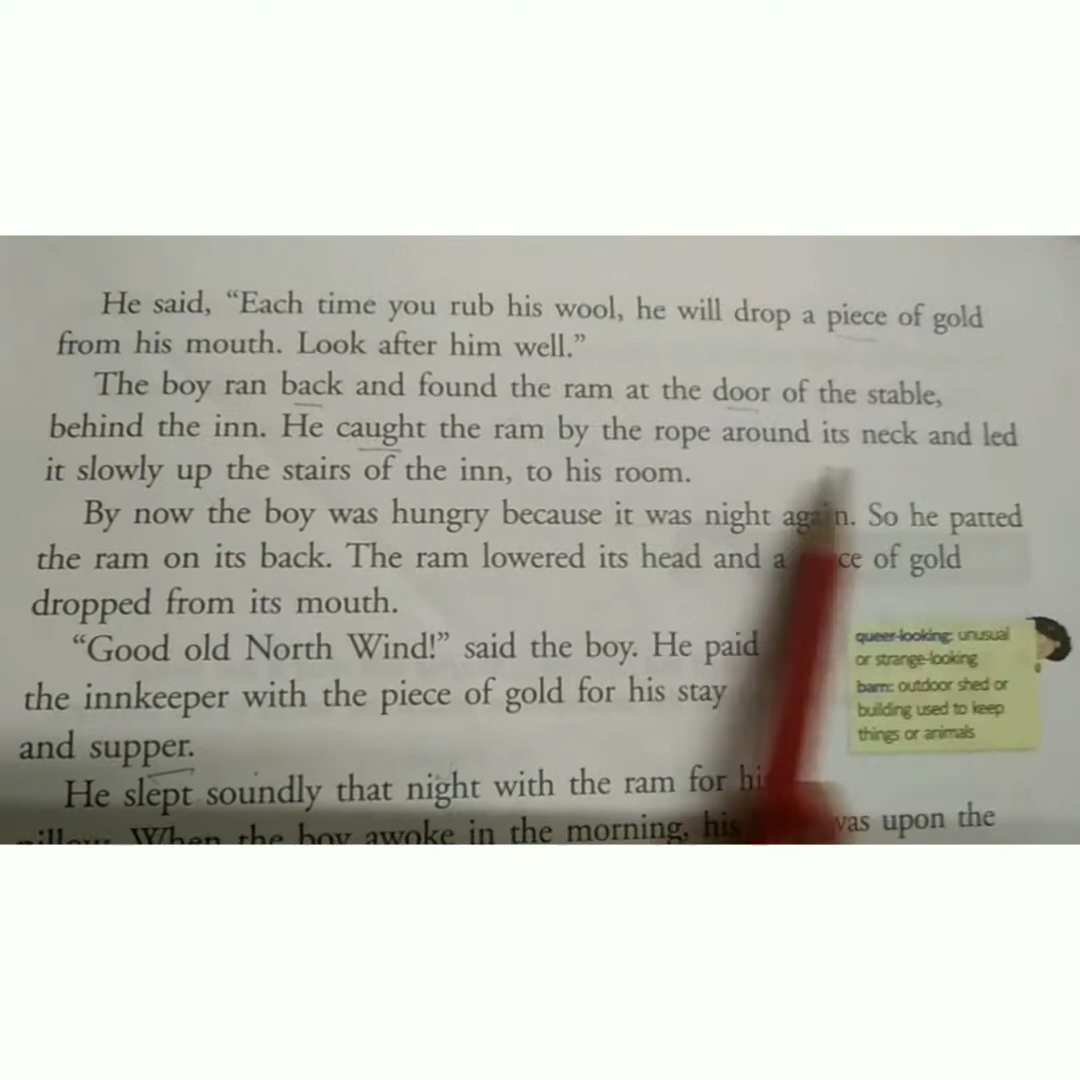 He said, “Each time you rub his wool, he will drop a piece of gold
from his mouth. Look after him well.”
The boy ran back and found the ram at the door of the stable,
behind the inn. He caught the ram by the rope around its neck and led
it slowly up the stairs of the inn, to his room.
By now the boy was hungry because it was night again. So he patted
the ram on its back. The ram lowered its head and a of gold
dropped from its mouth.
“Good old North Wind!” said the boy. He paid
the innkeeper with the piece of gold for his stay
and supper.
He slept soundly that night with the ram for
When the boy awoke in the morning, his upon the
queer-looking: unusual
or strange-looking
barn: outdoor shed or
building used to keep
things or animals